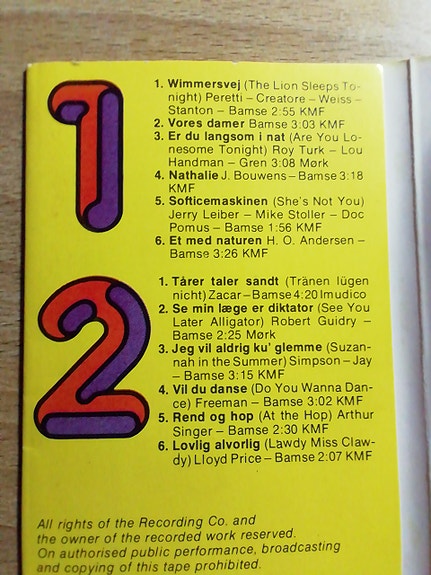 1
1. Wimmersvej (The Lion Sleeps To-
night) Peretti – Creatore – Weiss –
Stanton – Bamse 2:55 KMF
2. Vores damer Bamse 3:03 KMF
3. Er du langsom i nat (Are You Lo-
nesome Tonight) Roy Turk – Lou
Handman – Gren 3:08 Mørk
4. Nathalie J. Bouwens – Bamse 3:18
KMF
5. Softicemaskinen (She's Not You)
Jerry Leiber – Mike Stoller – Doc
Pomus – Bamse 1:56 KMF
6. Et med naturen H. O. Andersen –
Bamse 3:26 KMF
2
1. Tårer taler sandt (Tränen lügen
nicht) Zacar – Bamse 4:20 Imudico
2. Se min læge er diktator (See You
Later Alligator) Robert Guidry –
Bamse 2:25 Mørk
3. Jeg vil aldrig ku' glemme (Suzan-
nah in the Summer) Simpson – Jay
– Bamse 3:15 KMF
4. Vil du danse (Do You Wanna Dan-
ce) Freeman – Bamse 3:02 KMF
5. Rend og hop (At the Hop) Arthur
Singer – Bamse 2:30 KMF
6. Lovlig alvorlig (Lawdy Miss Claw-
dy) Lloyd Price – Bamse 2:07 KMF
All rights of the Recording Co. and
the owner of the recorded work reserved.
On authorised public performance, broadcasting
and copying of this tape prohibited.